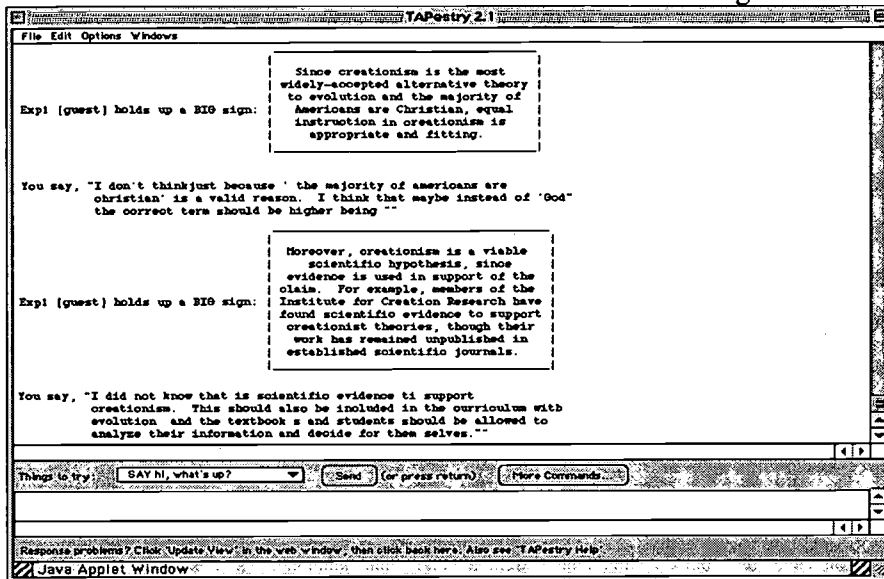 TAPestry 2.1
File Edit Options Windows
Since creationism is the most
widely-accepted alternative theory
to evolution and the majority of
Exp1 [guest] holds up a BIG sign: Americans are Christian, equal
instruction in creationism is
appropriate and fitting.
You say, "I don't thinkjust because ' the majority of americans are
christian' is a valid reason. I think that maybe instead of 'God"
the correct term should be higher being ""
Moreover, creationism is a viable
scientific hypothesis, since
evidence is used in support of the
claim. For example, members of the
Exp1 [guest] holds up a BIG sign: Institute for Creation Research have
found scientific evidence to support
creationist theories, though their
work has remained unpublished in
established scientific journals.
You say, "I did not know that is scientific evidence ti support
creationism. This should also be included in the curriculum with
evolution and the textbook s and students should be allowed to
analyze their information and decide for them selves.""
Things to try: SAY hi, what's up? Send (or press return) More Commands...
Response problems? Click "Update View" in the web window, then click back here. Also see "TAPestry Help"
Java Applet Window